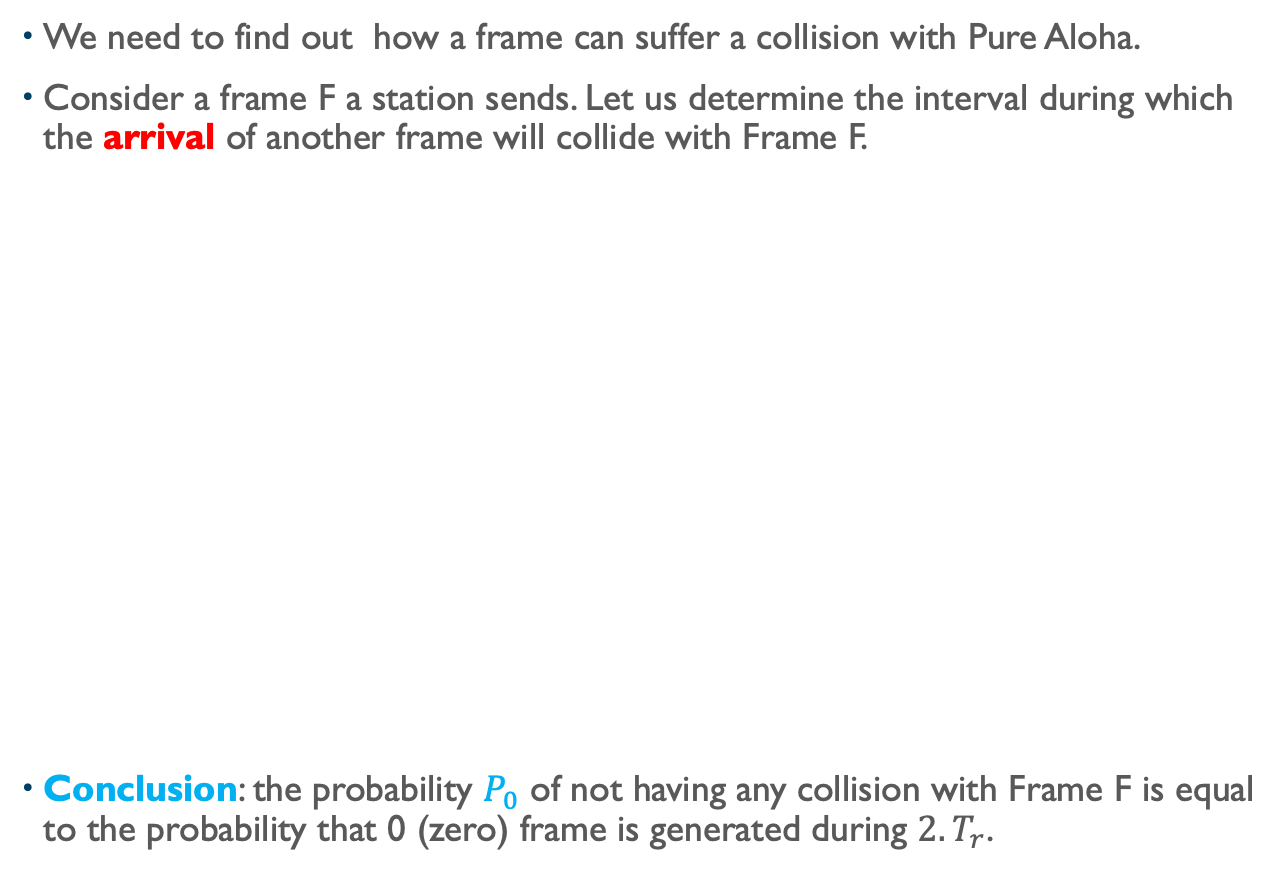 • We need to find out  how a frame can suffer a collision with Pure Aloha.
• Consider a frame F a station sends. Let us determine the interval during which
the arrival of another frame will collide with Frame F.
• Conclusion: the probability P₀ of not having any collision with Frame F is equal
to the probability that 0 (zero) frame is generated during 2. Tᵣ.